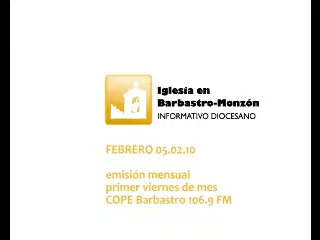 Iglesia en
Barbastro-Monzón
INFORMATIVO DIOCESANO
FEBRERO 05.02.10
emisión mensual
primer viernes de mes
COPE Barbastro 106.9 FM